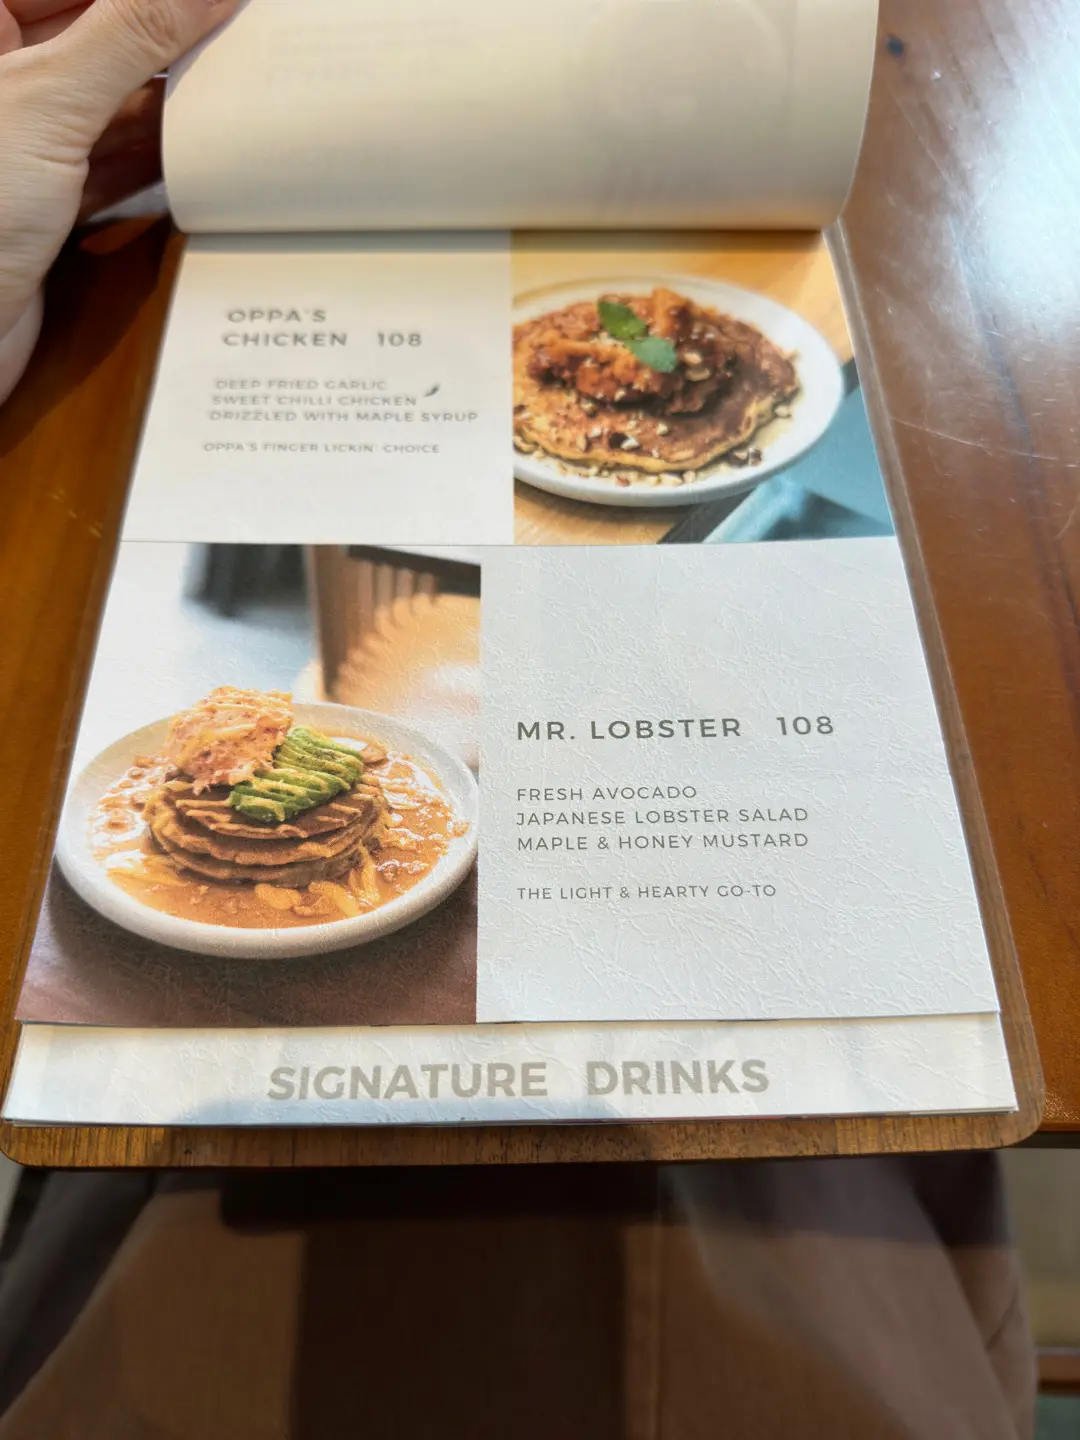 OPPA'S
CHICKEN 108
DEEP FRIED GARLIC
SWEET CHILLI CHICKEN
DRIZZLED WITH MAPLE SYRUP
OPPA'S FINGER LICKIN' CHOICE
MR. LOBSTER 108
FRESH AVOCADO
JAPANESE LOBSTER SALAD
MAPLE & HONEY MUSTARD
THE LIGHT & HEARTY GO-TO
SIGNATURE DRINKS